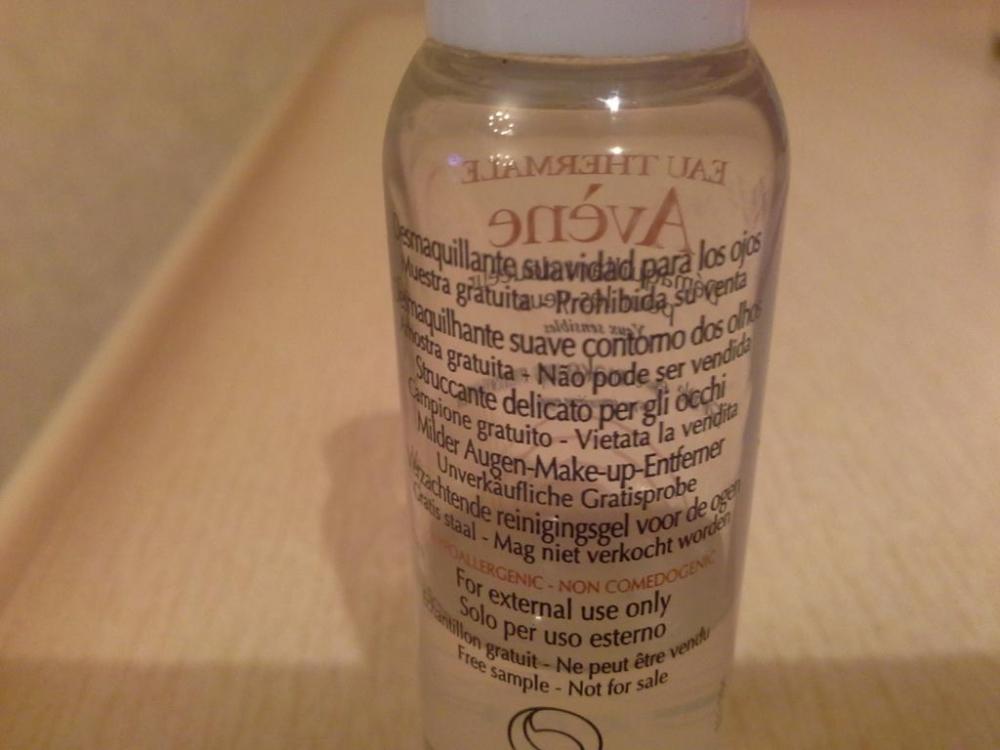 EAU THERMALE
Avène
Desmaquillante suavidad para los ojos
Muestra gratuita - Prohibida su venta
Desmaquilhante suave contorno dos olhos
Amostra gratuita - Não pode ser vendida
Struccante delicato per gli occhi
Campione gratuito - Vietata la vendita
Milder Augen-Make-up-Entferner
Unverkäufliche Gratisprobe
Verzachtende reinigingsgel voor de ogen
Gratis staal - Mag niet verkocht worden
HYPOALLERGENIC - NON COMEDOGENIC
For external use only
Solo per uso esterno
Echantillon gratuit - Ne peut être vendu
Free sample - Not for sale
Yeux sensibles